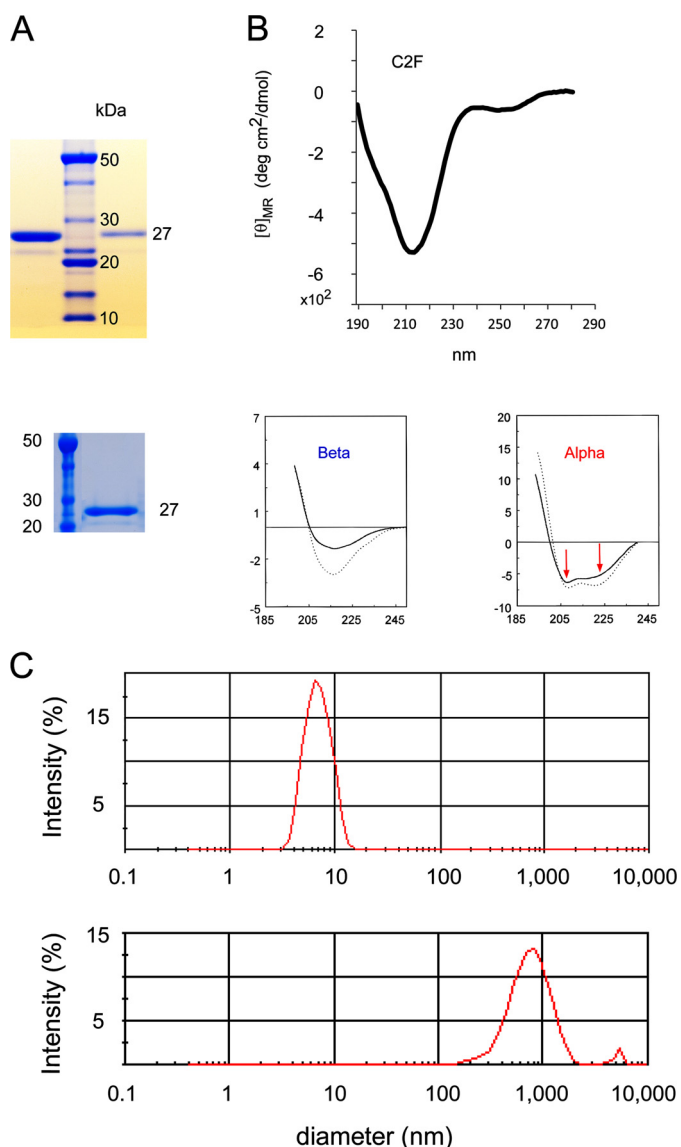 A
kDa
50
30
27
20
10
50
30
27
20
B
C2F
2
0
-2
-4
-6
×10²
[θ]MR (deg cm²/dmol)
190 210 230 250 270 290
nm
Beta
7
4
1
-2
-5
185 205 225 245
Alpha
20
15
10
5
0
-5
-10
185 205 225 245
C
Intensity (%)
15
5
0.1 1 10 100 1,000 10,000
Intensity (%)
15
5
0.1 1 10 100 1,000 10,000
diameter (nm)